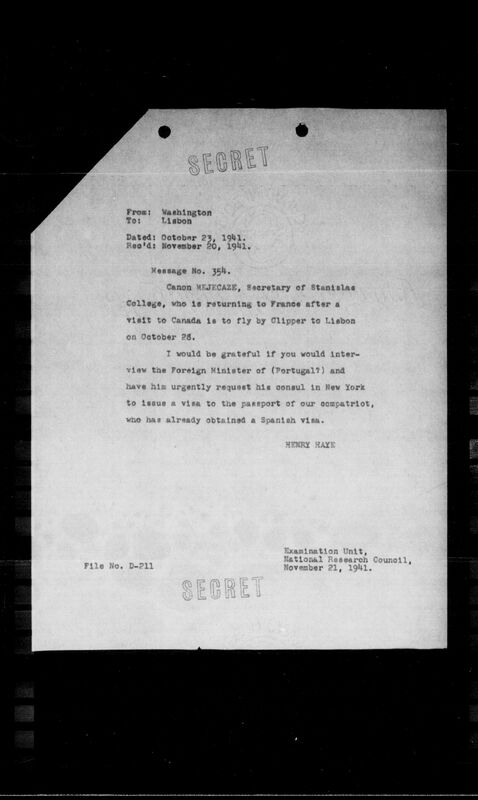 SECRET
From: Washington
To: Lisbon
Dated: October 23, 1941.
Rec'd: November 20, 1941.
Message No. 354.
Canon MEJECAZE, Secretary of Stanislas
College, who is returning to France after a
visit to Canada is to fly by Clipper to Lisbon
on October 28.
I would be grateful if you would inter-
view the Foreign Minister of (Portugal?) and
have him urgently request his consul in New York
to issue a visa to the passport of our compatriot,
who has already obtained a Spanish visa.
HENRY HAYE
Examination Unit,
National Research Council,
November 21, 1941.
File No. D-211
SECRET